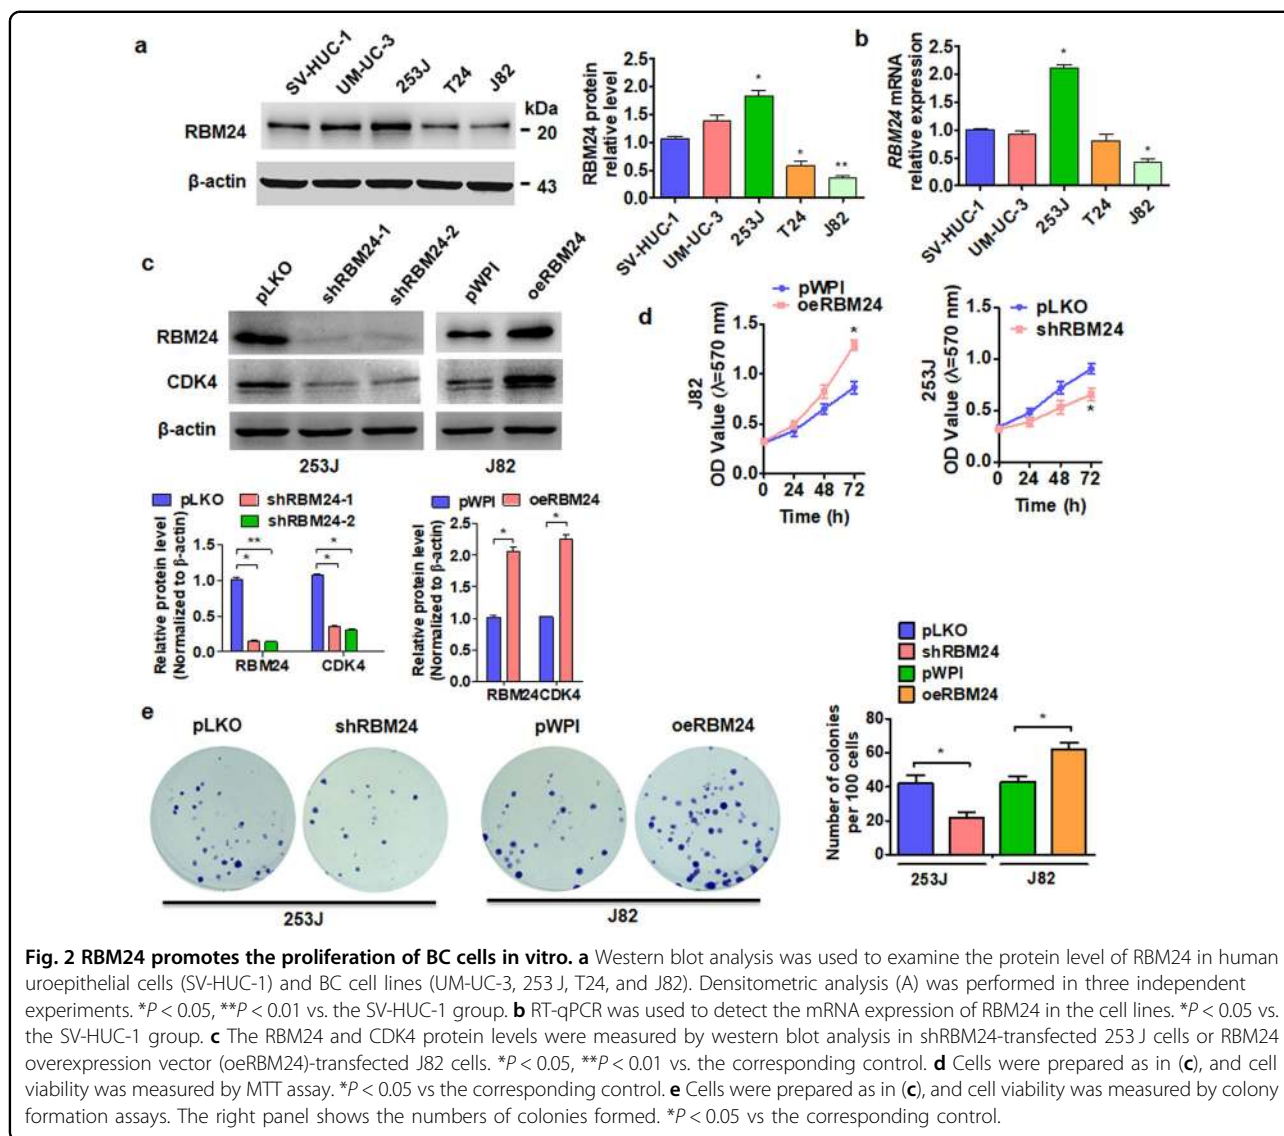 a
SV-HUC-1
UM-UC-3
253J
T24
J82
kDa
RBM24
20
β-actin
43
RBM24 protein
relative level
2.5
2.0
1.5
1.0
0.5
0.0
*
*
**
SV-HUC-1
UM-UC-3
253J
T24
J82
b
RBM24 mRNA
relative expression
2.5
2.0
1.5
1.0
0.5
0.0
*
*
SV-HUC-1
UM-UC-3
253J
T24
J82
c
pLKO
shRBM24-1
shRBM24-2
pWPI
oeRBM24
RBM24
CDK4
β-actin
253J
J82
pLKO
shRBM24-1
shRBM24-2
Relative protein level
(Normalized to β-actin)
1.5
1.0
0.5
0.0
**
*
*
*
RBM24
CDK4
pWPI
oeRBM24
Relative protein level
(Normalized to β-actin)
2.5
2.0
1.5
1.0
0.5
0.0
*
*
RBM24
CDK4
d
pWPI
oeRBM24
J82
OD Value (λ=570 nm)
1.5
1.0
0.5
0.0
*
0
24
48
72
Time (h)
pLKO
shRBM24
253J
OD Value (λ=570 nm)
1.5
1.0
0.5
0.0
*
0
24
48
72
Time (h)
e
pLKO
shRBM24
pWPI
oeRBM24
253J
J82
pLKO
shRBM24
pWPI
oeRBM24
Number of colonies
per 100 cells
80
60
40
20
0
*
*
253J
J82
Fig. 2 RBM24 promotes the proliferation of BC cells in vitro. a Western blot analysis was used to examine the protein level of RBM24 in human
uroepithelial cells (SV-HUC-1) and BC cell lines (UM-UC-3, 253 J, T24, and J82). Densitometric analysis (A) was performed in three independent
experiments. *P < 0.05, **P < 0.01 vs. the SV-HUC-1 group. b RT-qPCR was used to detect the mRNA expression of RBM24 in the cell lines. *P < 0.05 vs.
the SV-HUC-1 group. c The RBM24 and CDK4 protein levels were measured by western blot analysis in shRBM24-transfected 253 J cells or RBM24
overexpression vector (oeRBM24)-transfected J82 cells. *P < 0.05, **P < 0.01 vs. the corresponding control. d Cells were prepared as in (c), and cell
viability was measured by MTT assay. *P < 0.05 vs the corresponding control. e Cells were prepared as in (c), and cell viability was measured by colony
formation assays. The right panel shows the numbers of colonies formed. *P < 0.05 vs the corresponding control.